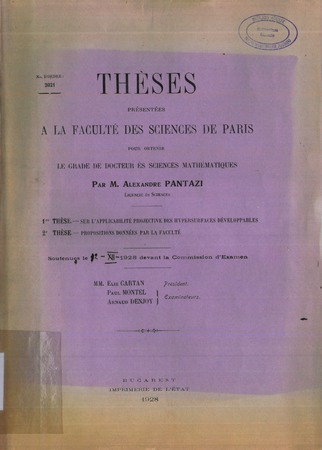 No D'ORDRE:
2031
THÈSES
PRÉSENTÉES
A LA FACULTÉ DES SCIENCES DE PARIS
POUR OBTENIR
LE GRADE DE DOCTEUR ÈS SCIENCES MATHÉMATIQUES
PAR M. ALEXANDRE PANTAZI
LICENCIÉ EN SCIENCES
1ère THÈSE.— SUR L'APPLICABILITÉ PROJECTIVE DES HYPERSURFACES DÉVELOPPABLES
2e THÈSE.— PROPOSITIONS DONNÉES PAR LA FACULTÉ
Soutenues le XII 1928 devant la Commission d'Examen
MM. ELIE CARTAN Président.
PAUL MONTEL
ARNAUD DENJOY
Examinateurs.
BUCAREST
IMPRIMERIE DE L'ÉTAT
1928